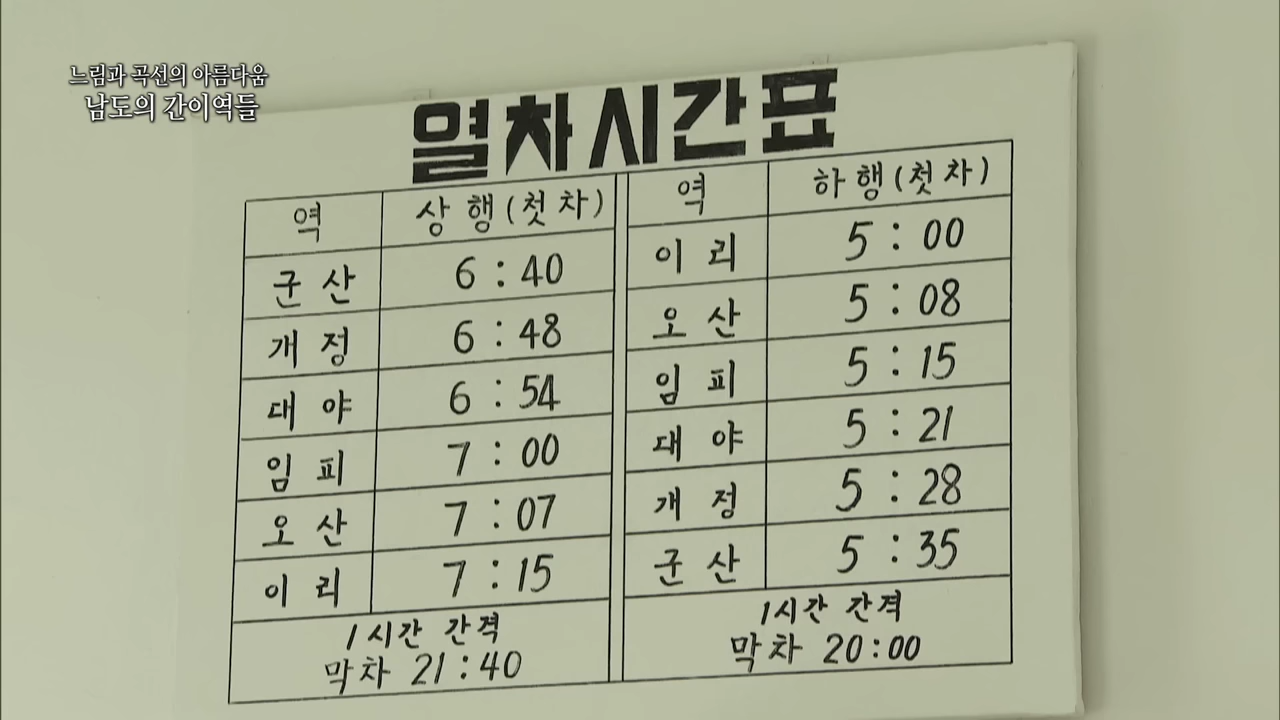 느림과 곡선의 아름다움
남도의 간이역들
열차시간표
역 상행(첫차) 역 하행(첫차)
군산 6:40 이리 5:00
개정 6:48 오산 5:08
대야 6:54 임피 5:15
임피 7:00 대야 5:21
오산 7:07 개정 5:28
이리 7:15 군산 5:35
1시간 간격 1시간 간격
막차 21:40 막차 20:00